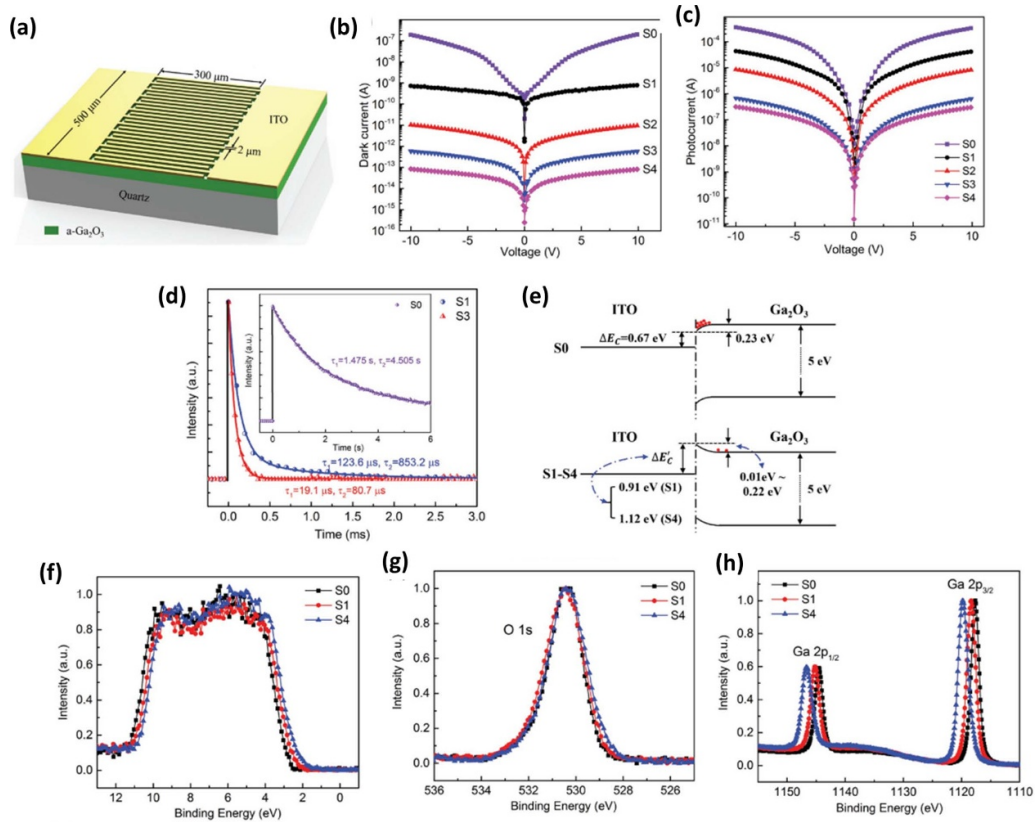 (a)
300 μm
500 μm
ITO
2 μm
Quartz
a-Ga₂O₃
(b)
Dark current (A)
10⁻⁶
10⁻⁷
10⁻⁸
10⁻⁹
10⁻¹⁰
10⁻¹¹
10⁻¹²
10⁻¹³
10⁻¹⁴
10⁻¹⁵
10⁻¹⁶
S0
S1
S2
S3
S4
-10 -5 0 5 10
Voltage (V)
(c)
Photocurrent (A)
10⁻³
10⁻⁴
10⁻⁵
10⁻⁶
10⁻⁷
10⁻⁸
10⁻⁹
10⁻¹⁰
10⁻¹¹
S0
S1
S2
S3
S4
-10 -5 0 5 10
Voltage (V)
(d)
Intensity (a.u.)
S1
S3
S0
Intensity (a.u.)
τ₁=1.475 s, τ₂=4.505 s
0 2 4 6
Time (s)
τ₁=123.6 μs, τ₂=853.2 μs
τ₁=19.1 μs, τ₂=80.7 μs
0.0 0.5 1.0 1.5 2.0 2.5 3.0
Time (ms)
(e)
ITO Ga₂O₃
S0
ΔE_C=0.67 eV
0.23 eV
5 eV
ITO Ga₂O₃
S1-S4
ΔE′_C
0.91 eV (S1)
1.12 eV (S4)
0.01eV ~
0.22 eV
5 eV
(f)
Intensity (a.u.)
1.0
0.8
0.6
0.4
0.2
0.0
S0
S1
S4
12 10 8 6 4 2 0
Binding Energy (eV)
(g)
Intensity (a.u.)
1.0
0.8
0.6
0.4
0.2
0.0
O 1s
S0
S1
S4
536 534 532 530 528 526
Binding Energy (eV)
(h)
Intensity (a.u.)
1.0
0.8
0.6
0.4
0.2
0.0
S0
S1
S4
Ga 2p₃/₂
Ga 2p₁/₂
1150 1140 1130 1120 1110
Binding Energy (eV)